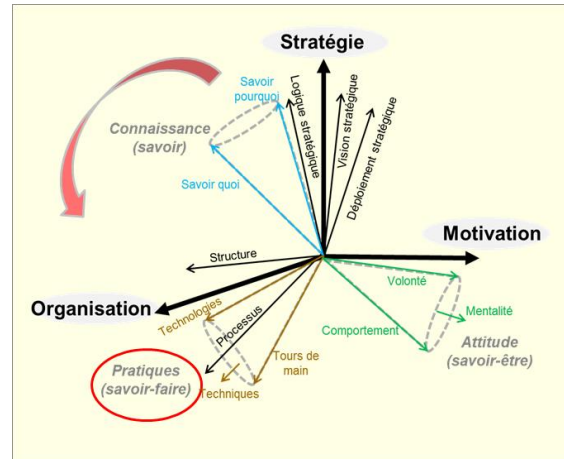 Stratégie
Savoir
pourquoi
Logique stratégique
Vision stratégique
Déploiement stratégique
Connaissance
(savoir)
Savoir quoi
Motivation
Structure
Volonté
Organisation
Technologies
Processus
Comportement
Mentalité
Attitude
(savoir-être)
Tours de
main
Pratiques
(savoir-faire)
Techniques